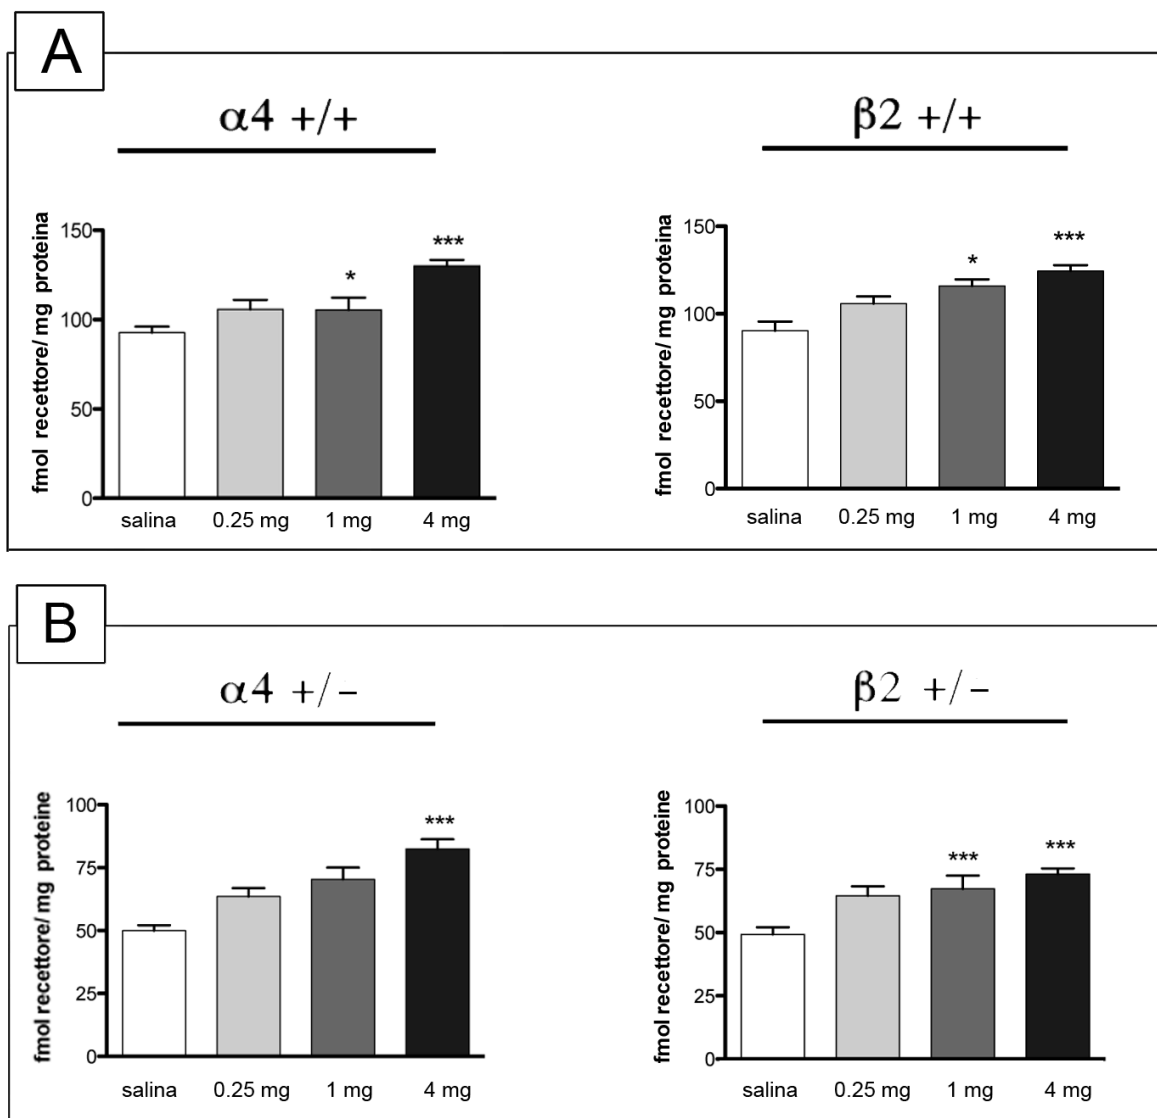 A
α4 +/+
β2 +/+
fmol recettore/ mg proteina
150
100
50
0
*
***
salina 0.25 mg 1 mg 4 mg
fmol recettore/ mg proteina
150
100
50
0
*
***
salina 0.25 mg 1 mg 4 mg
B
α4 +/-
β2 +/-
fmol recettore/ mg proteine
100
75
50
25
0
***
salina 0.25 mg 1 mg 4 mg
fmol recettore/ mg proteine
100
75
50
25
0
***
***
salina 0.25 mg 1 mg 4 mg